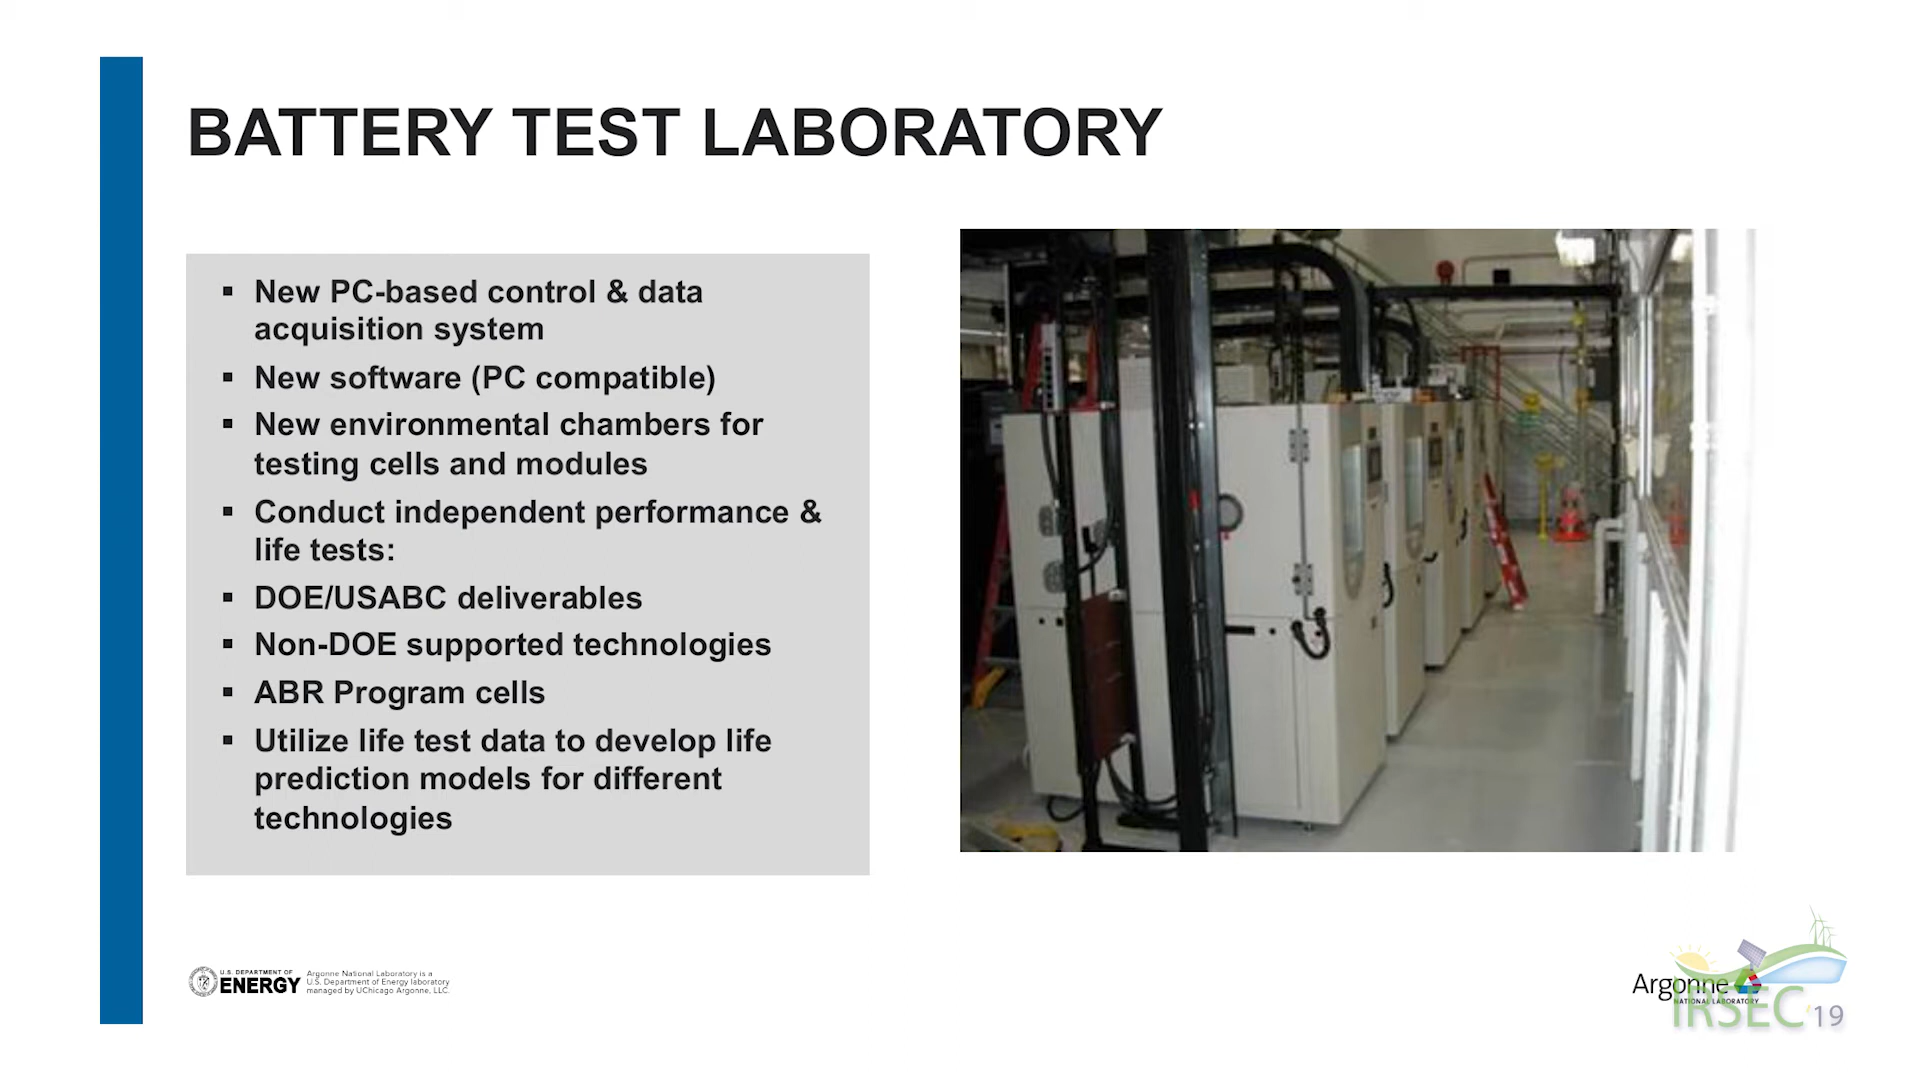 BATTERY TEST LABORATORY
▪ New PC-based control & data
acquisition system
▪ New software (PC compatible)
▪ New environmental chambers for
testing cells and modules
▪ Conduct independent performance &
life tests:
▪ DOE/USABC deliverables
▪ Non-DOE supported technologies
▪ ABR Program cells
▪ Utilize life test data to develop life
prediction models for different
technologies
U.S. DEPARTMENT OF
ENERGY
Argonne National Laboratory is a
U.S. Department of Energy laboratory
managed by UChicago Argonne, LLC.
Argonne
NATIONAL LABORATORY
IRSEC'19